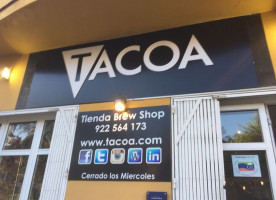 TACOA
Tienda Brew Shop
922 564 173
www.tacoa.com
Cerrado los Miercoles